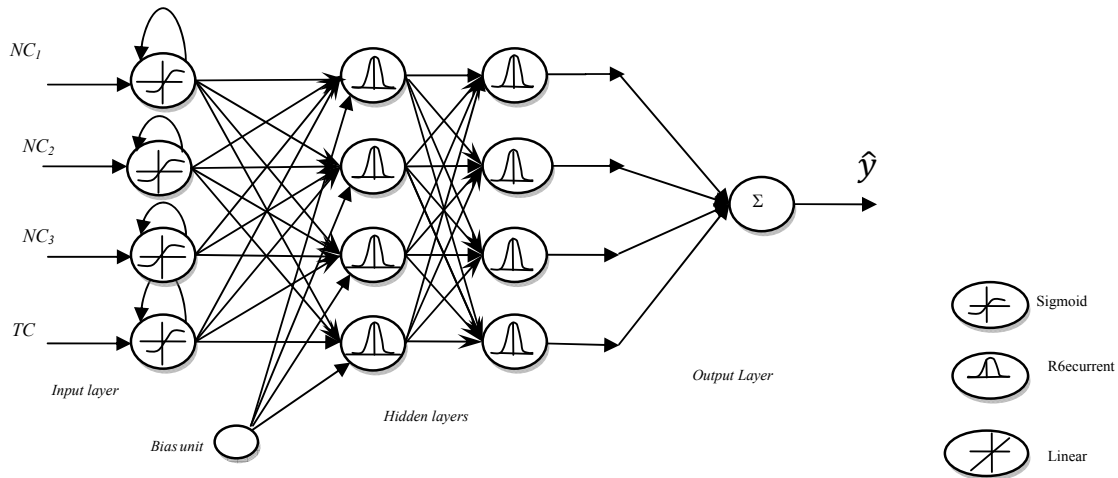 NC1
NC2
NC3
TC
Input layer
Bias unit
Hidden layers
Output Layer
Σ
ŷ
Sigmoid
R6ecurrent
Linear